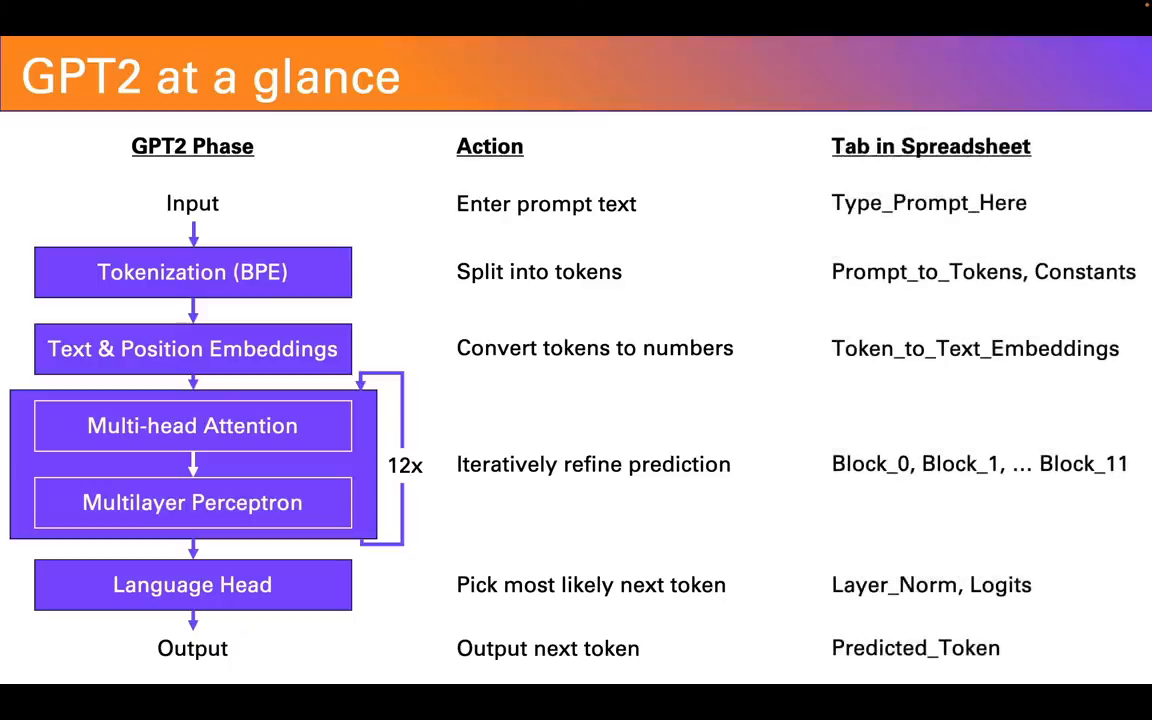 GPT2 at a glance
GPT2 Phase Action Tab in Spreadsheet
Input Enter prompt text Type_Prompt_Here
Tokenization (BPE) Split into tokens Prompt_to_Tokens, Constants
Text & Position Embeddings Convert tokens to numbers Token_to_Text_Embeddings
Multi-head Attention
12x Iteratively refine prediction Block_0, Block_1, ... Block_11
Multilayer Perceptron
Language Head Pick most likely next token Layer_Norm, Logits
Output Output next token Predicted_Token